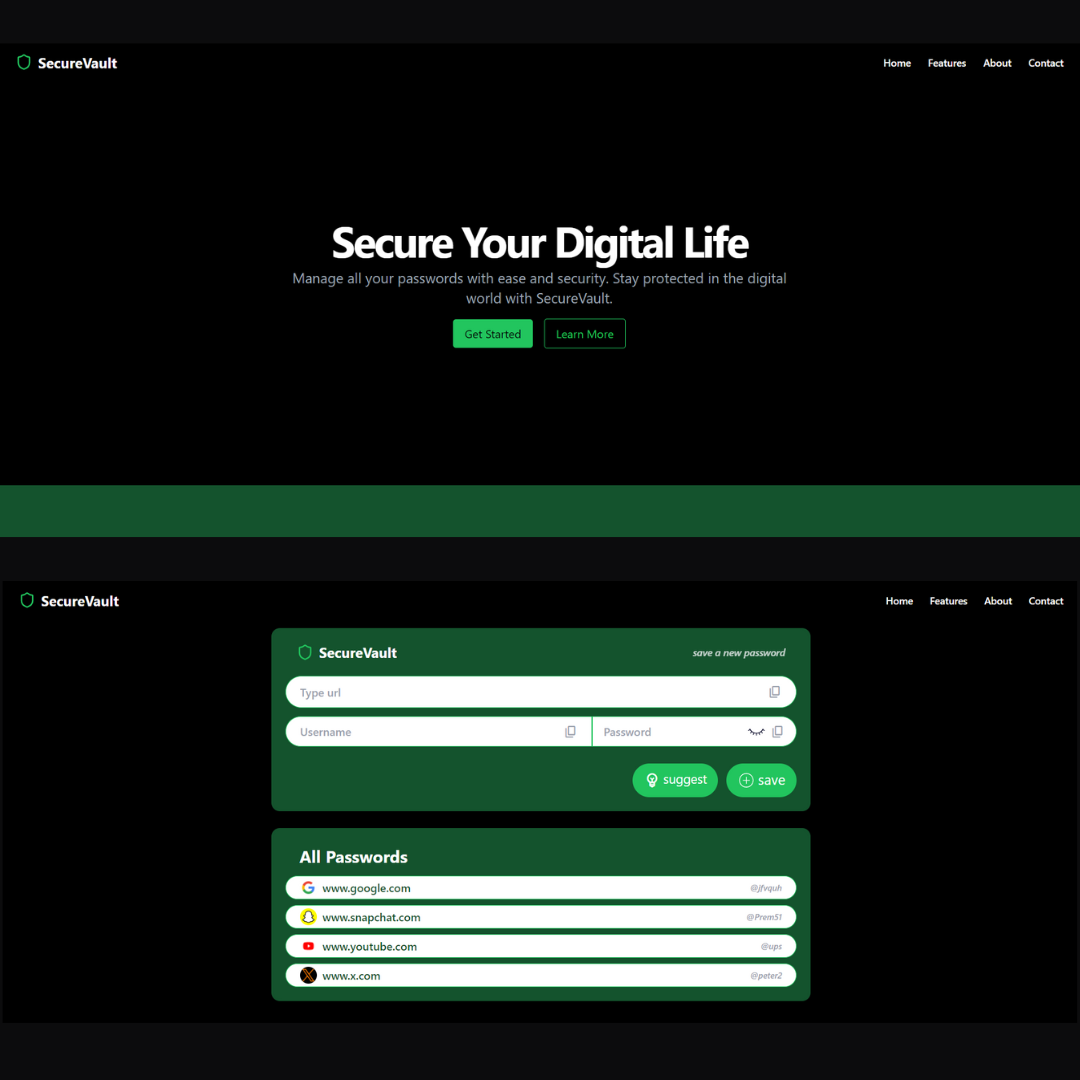 SecureVault
Home Features About Contact
Secure Your Digital Life
Manage all your passwords with ease and security. Stay protected in the digital
world with SecureVault.
Get Started Learn More
SecureVault
Home Features About Contact
SecureVault save a new password
Type url
Username Password
suggest save
All Passwords
www.google.com @jfvquh
www.snapchat.com @Prem51
www.youtube.com @ups
www.x.com @peter2